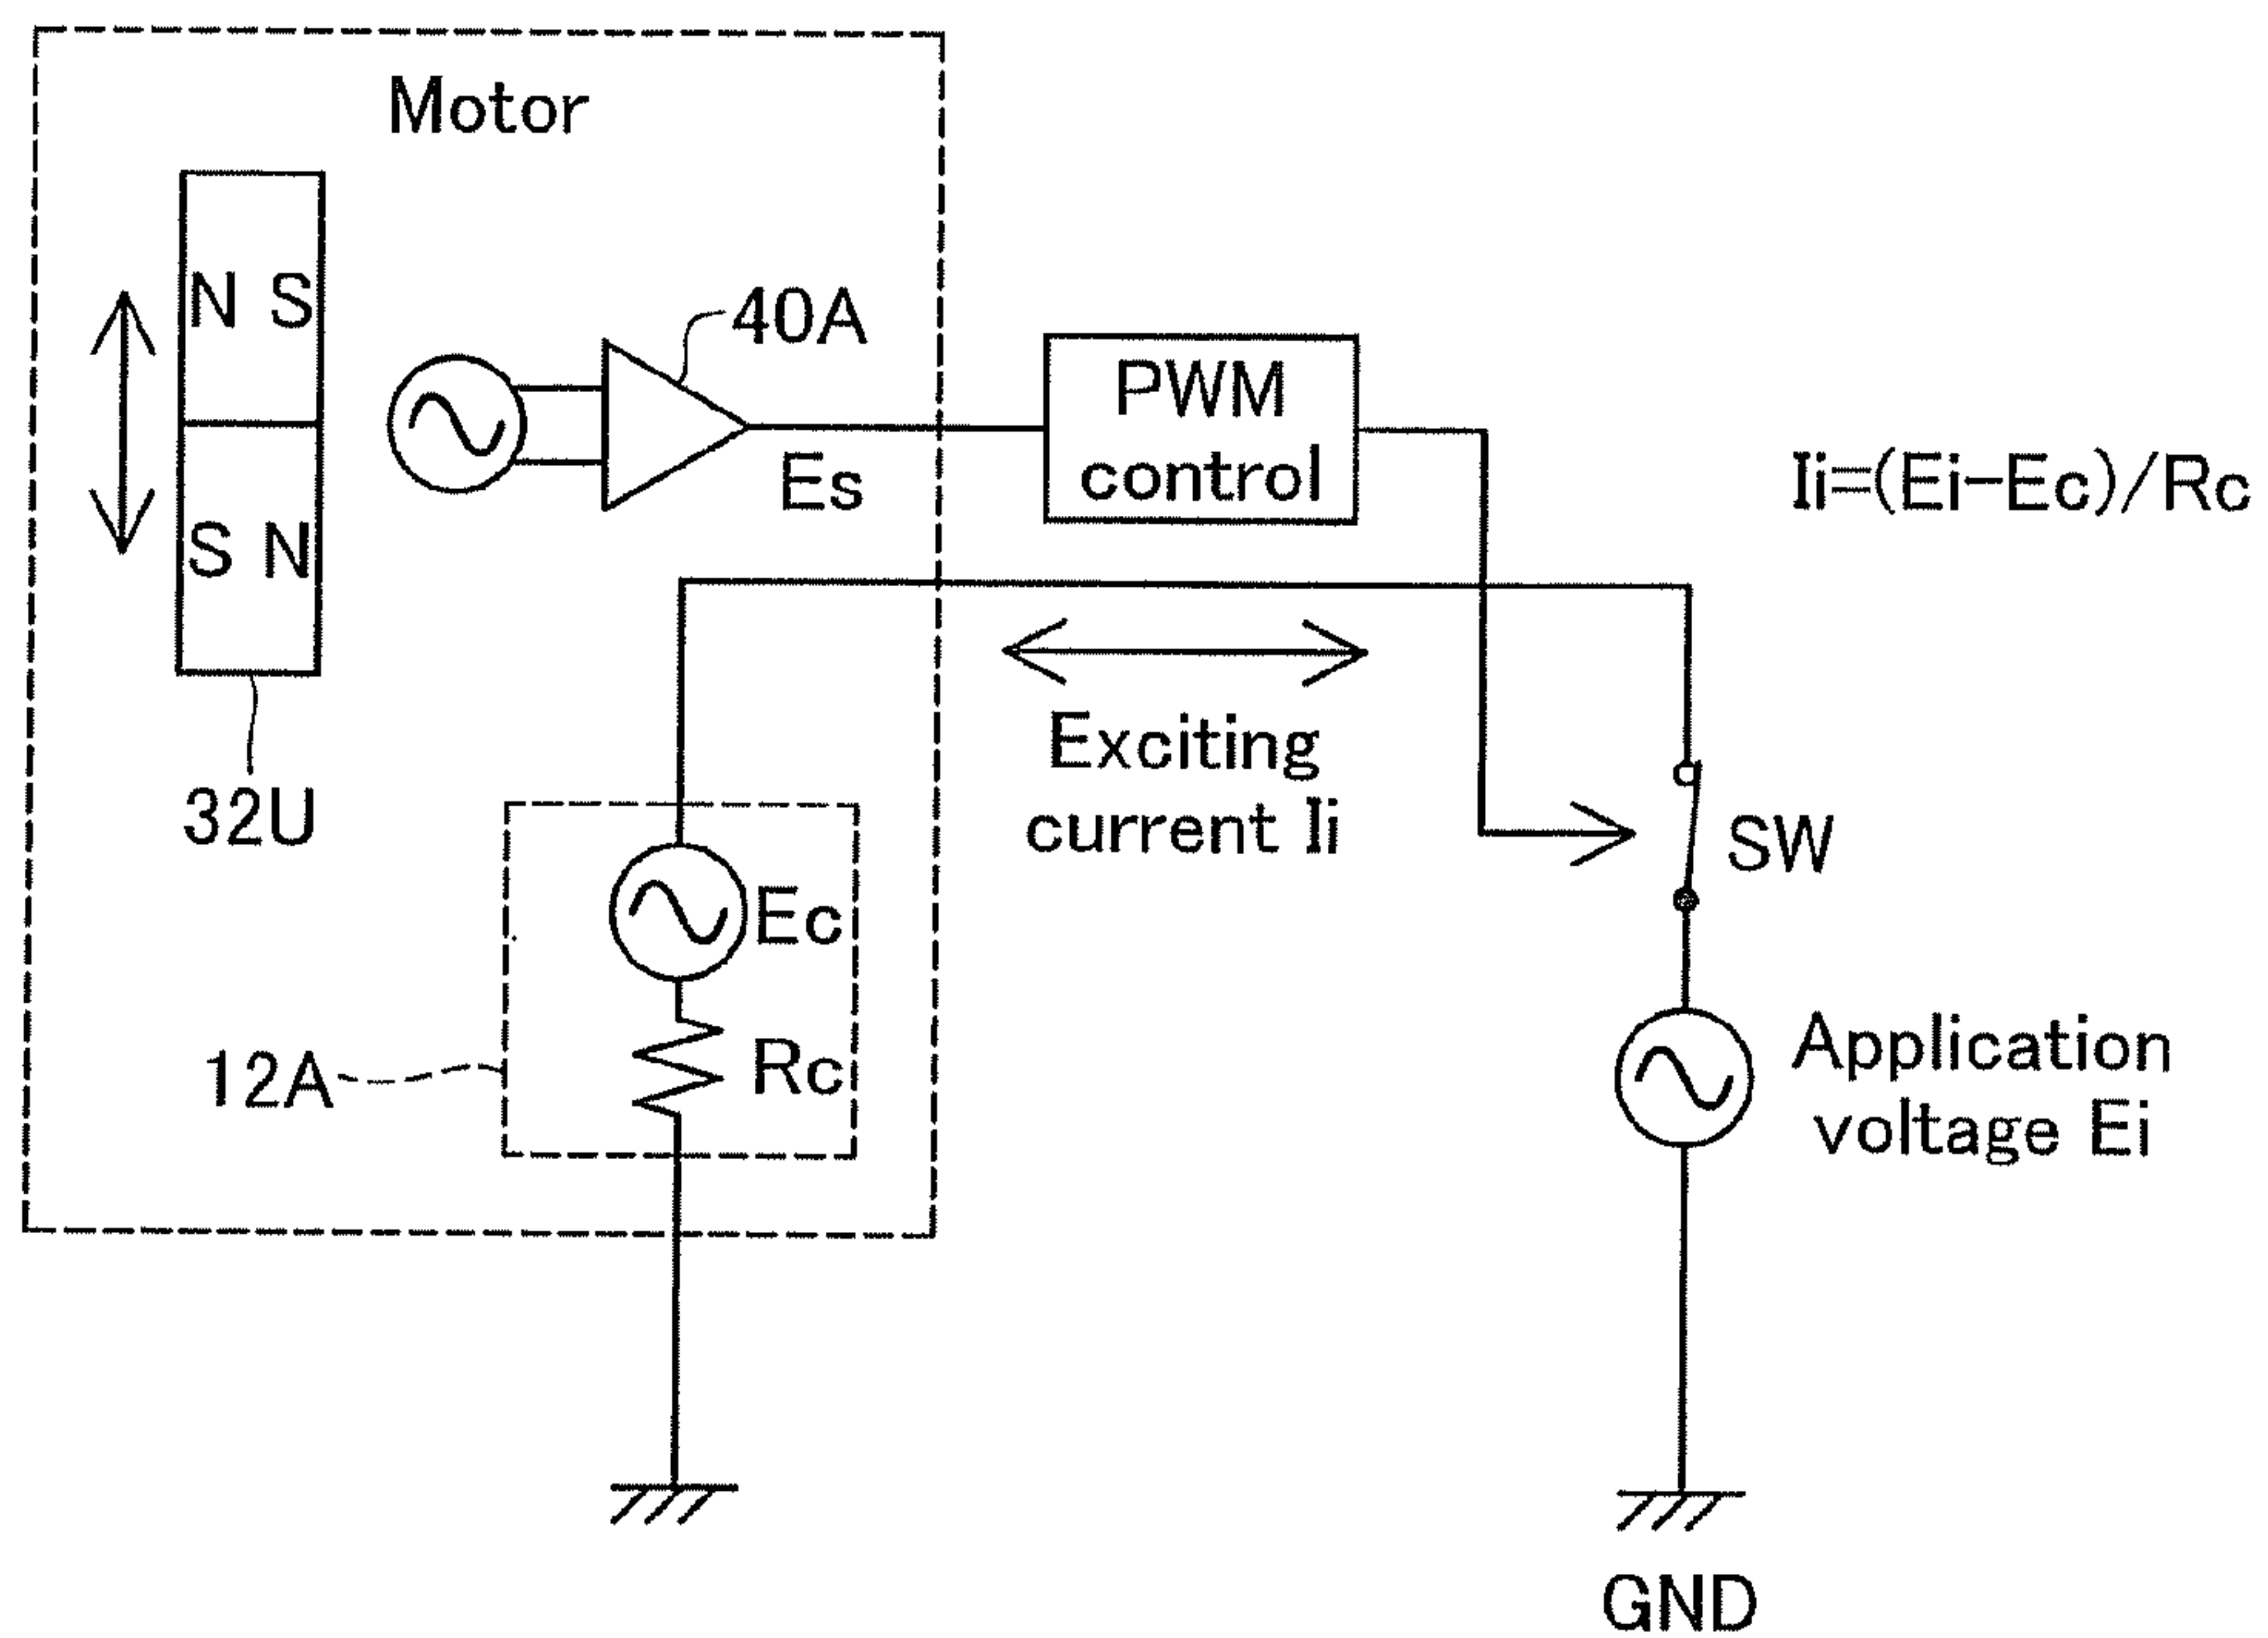 Motor
N S
S N
32U
40A
Es
PWM
control
Ii=(Ei-Ec)/Rc
Exciting
current Ii
SW
Ec
Rc
12A
Application
voltage Ei
GND